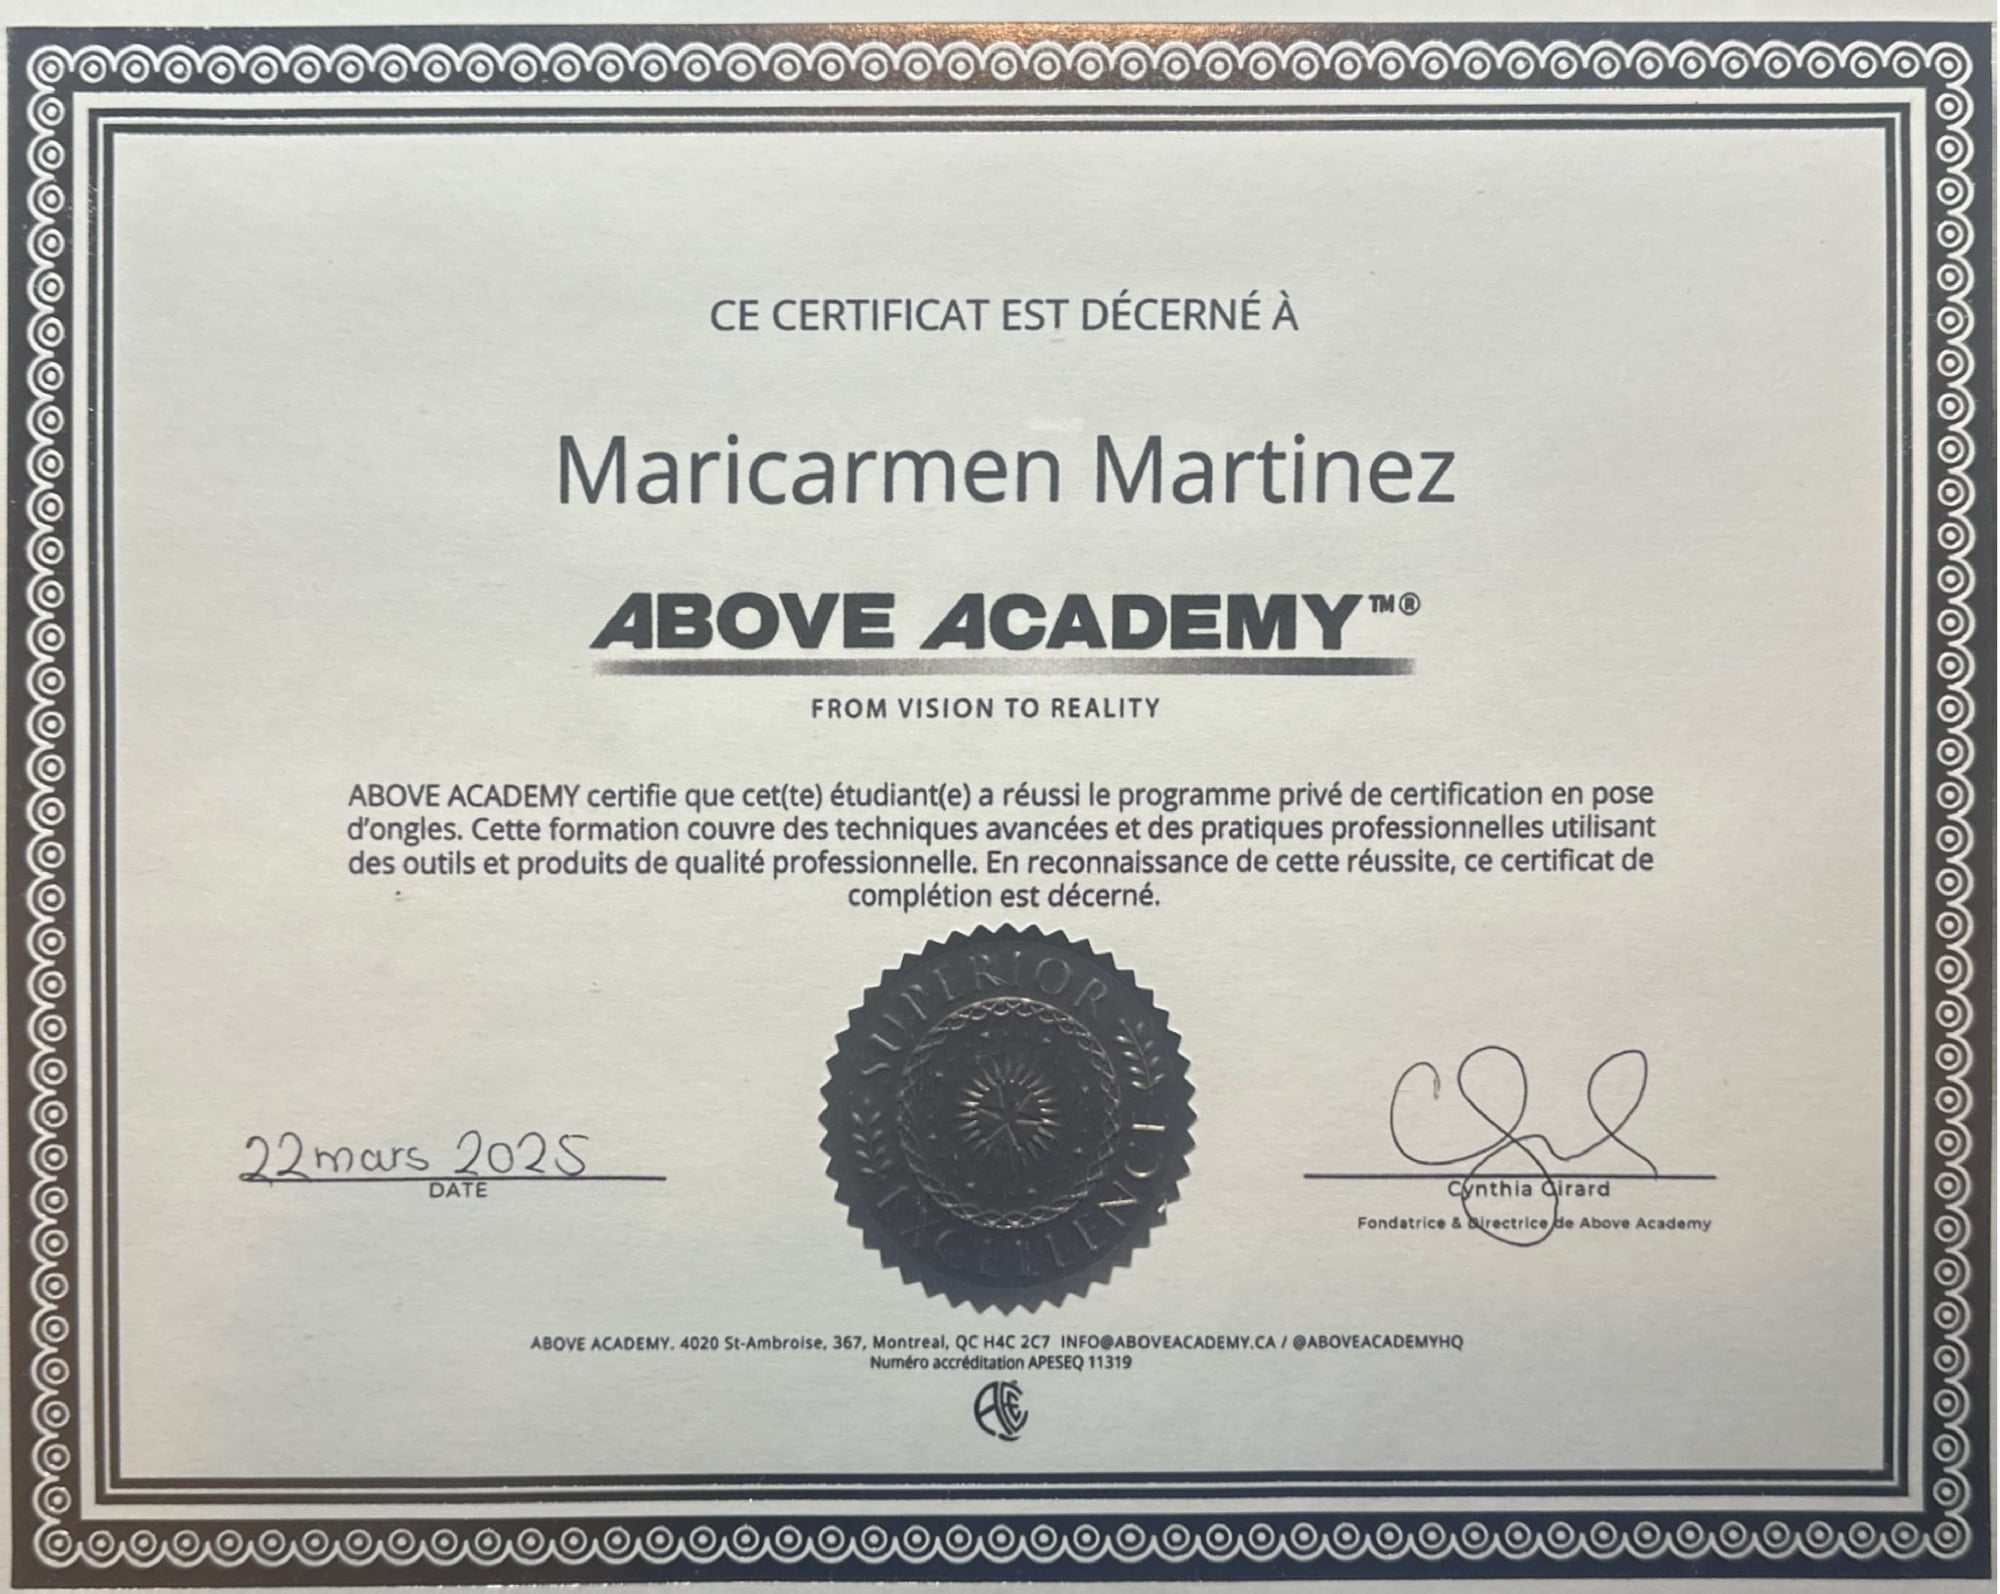 CE CERTIFICAT EST DÉCERNÉ À
Maricarmen Martinez
ABOVE ACADEMY™®
FROM VISION TO REALITY
ABOVE ACADEMY certifie que cet(te) étudiant(e) a réussi le programme privé de certification en pose
d'ongles. Cette formation couvre des techniques avancées et des pratiques professionnelles utilisant
des outils et produits de qualité professionnelle. En reconnaissance de cette réussite, ce certificat de
complétion est décerné.
SUPERIOR
EXCELLENCE
22 mars 2025
DATE
Cynthia Girard
Fondatrice & Directrice de Above Academy
ABOVE ACADEMY. 4020 St-Ambroise, 367, Montreal, QC H4C 2C7 INFO@ABOVEACADEMY.CA / @ABOVEACADEMYHQ
Numéro accréditation APESEQ 11319